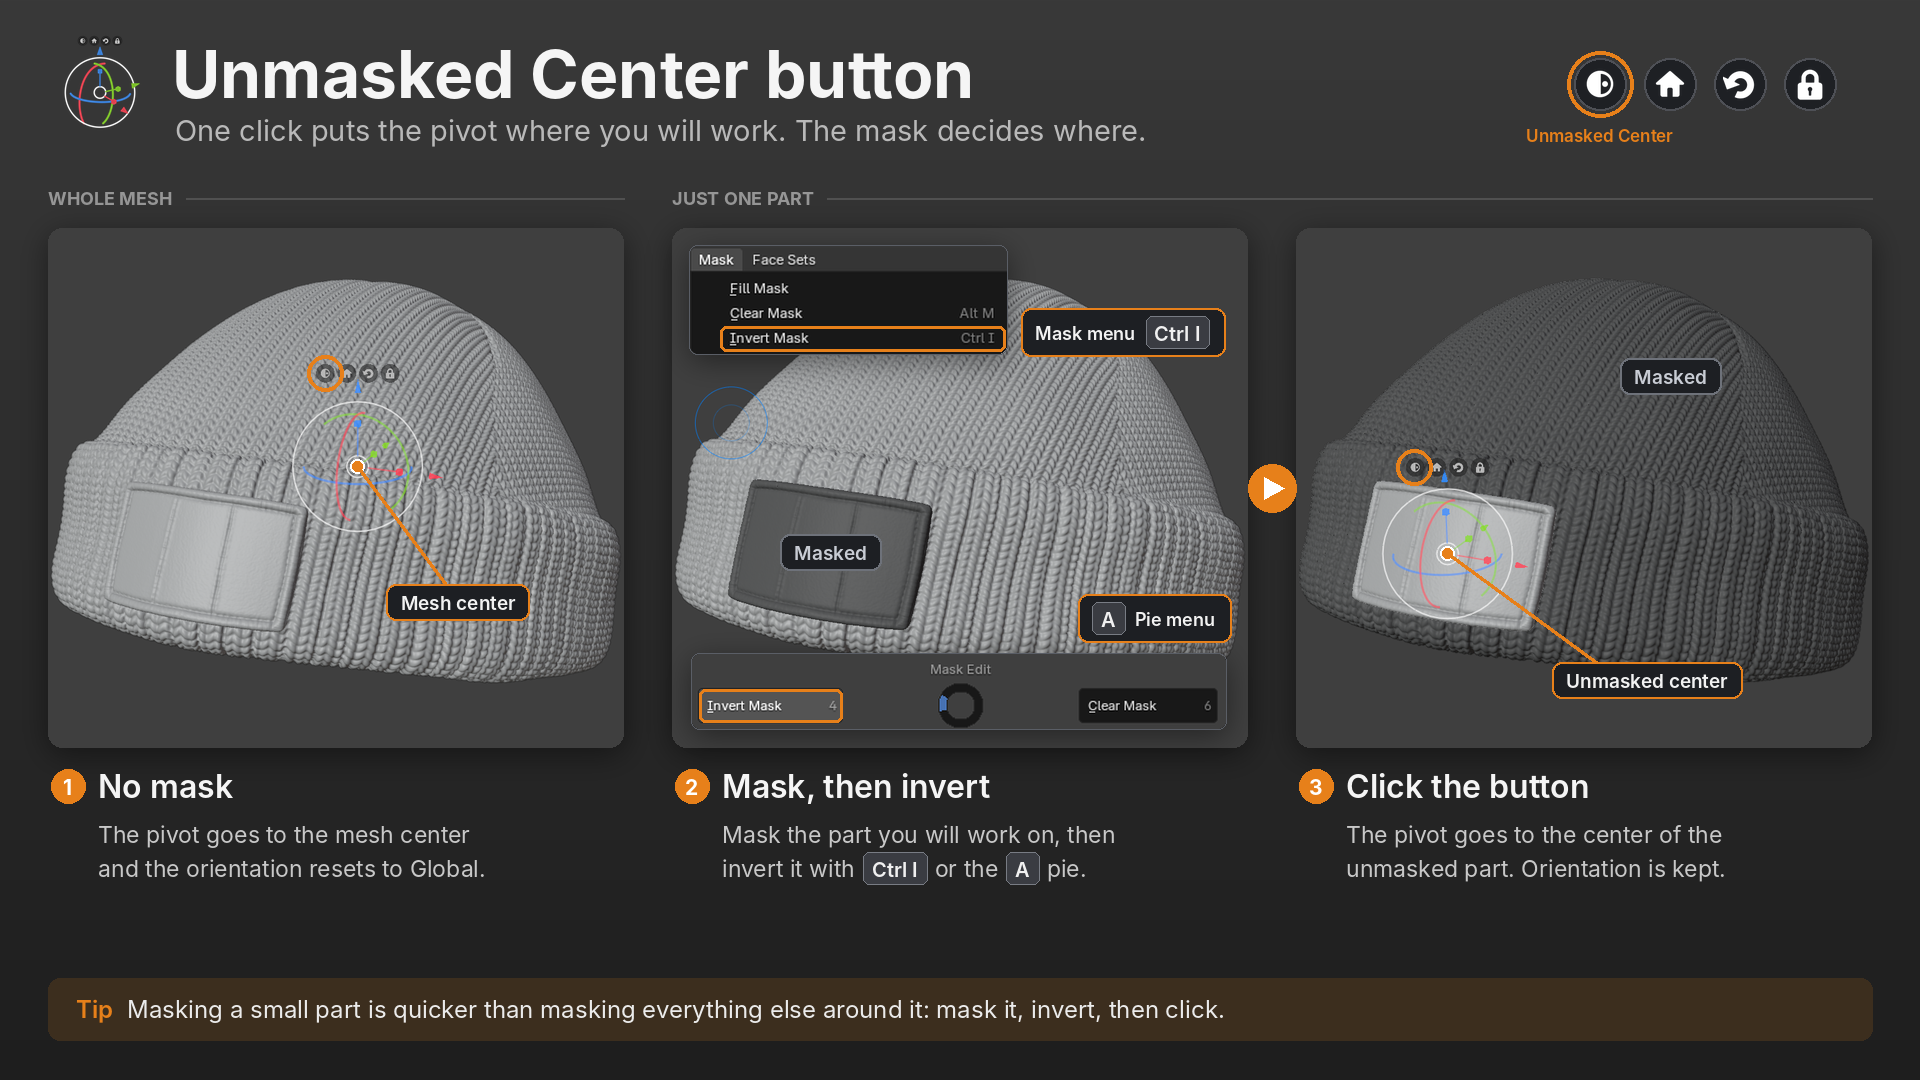 Unmasked Center button
One click puts the pivot where you will work. The mask decides where.
Unmasked Center
WHOLE MESH
JUST ONE PART
Mesh center
Mask Face Sets
Fill Mask
Clear Mask Alt M
Invert Mask Ctrl I
Mask menu Ctrl I
Masked
A Pie menu
Mask Edit
Invert Mask 4
Clear Mask 6
Masked
Unmasked center
1 No mask
The pivot goes to the mesh center
and the orientation resets to Global.
2 Mask, then invert
Mask the part you will work on, then
invert it with Ctrl I or the A pie.
3 Click the button
The pivot goes to the center of the
unmasked part. Orientation is kept.
Tip Masking a small part is quicker than masking everything else around it: mask it, invert, then click.